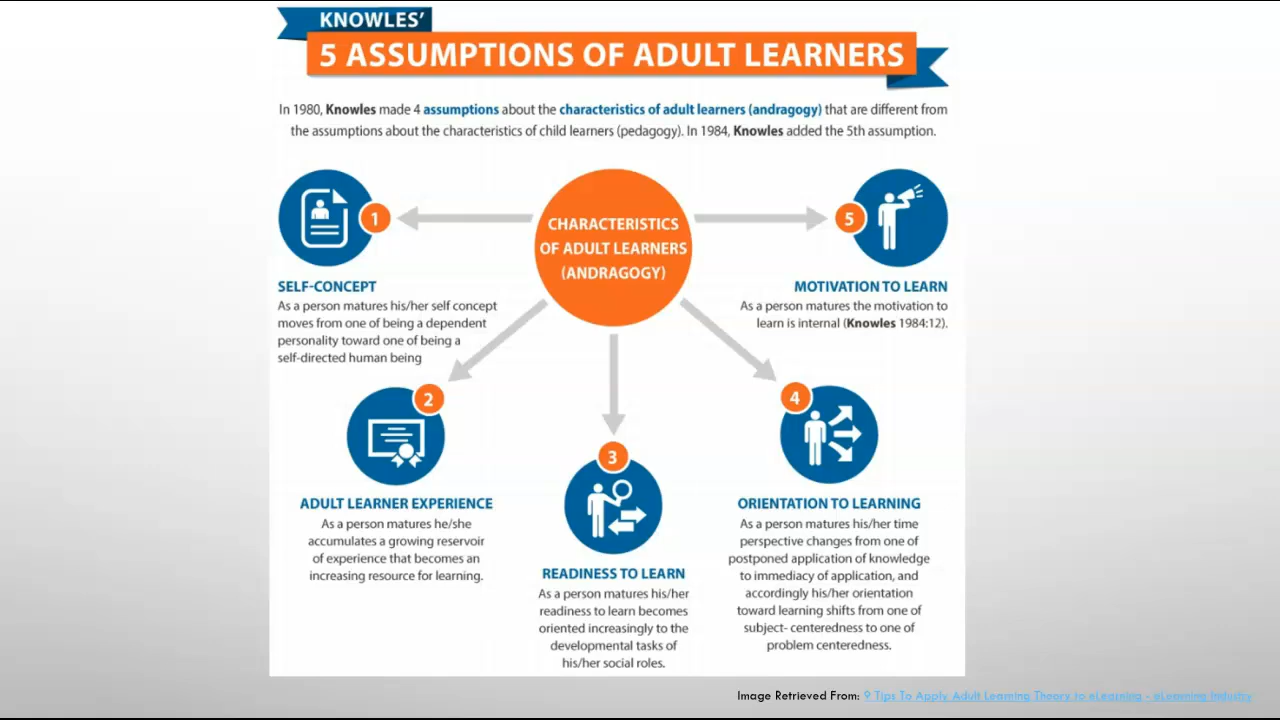 KNOWLES'
5 ASSUMPTIONS OF ADULT LEARNERS
In 1980, Knowles made 4 assumptions about the characteristics of adult learners (andragogy) that are different from
the assumptions about the characteristics of child learners (pedagogy). In 1984, Knowles added the 5th assumption.
CHARACTERISTICS
OF ADULT LEARNERS
(ANDRAGOGY)
1
SELF-CONCEPT
As a person matures his/her self concept
moves from one of being a dependent
personality toward one of being a
self-directed human being
2
ADULT LEARNER EXPERIENCE
As a person matures he/she
accumulates a growing reservoir
of experience that becomes an
increasing resource for learning.
3
READINESS TO LEARN
As a person matures his/her
readiness to learn becomes
oriented increasingly to the
developmental tasks of
his/her social roles.
4
ORIENTATION TO LEARNING
As a person matures his/her time
perspective changes from one of
postponed application of knowledge
to immediacy of application, and
accordingly his/her orientation
toward learning shifts from one of
subject- centeredness to one of
problem centeredness.
5
MOTIVATION TO LEARN
As a person matures the motivation to
learn is internal (Knowles 1984:12).
Image Retrieved From: 9 Tips To Apply Adult Learning Theory to eLearning - eLearning Industry